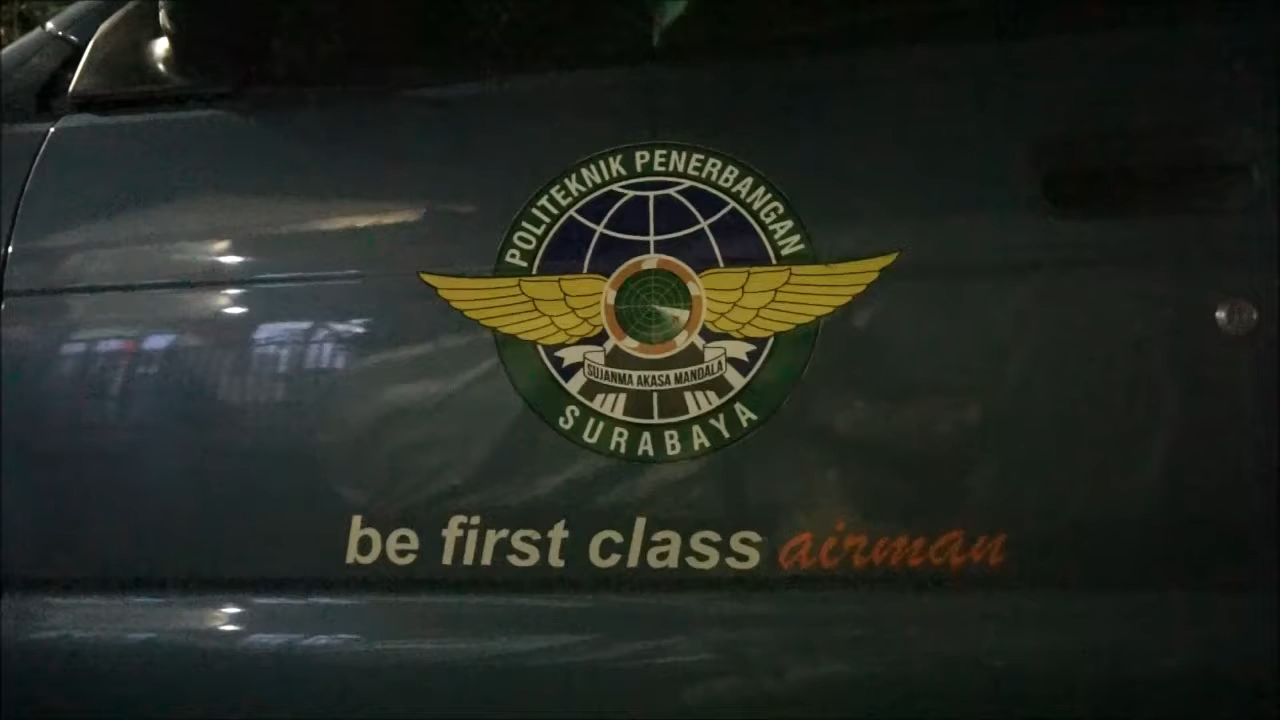 POLITEKNIK PENERBANGAN
SUJANMA AKASA MANDALA
SURABAYA
be first class airman